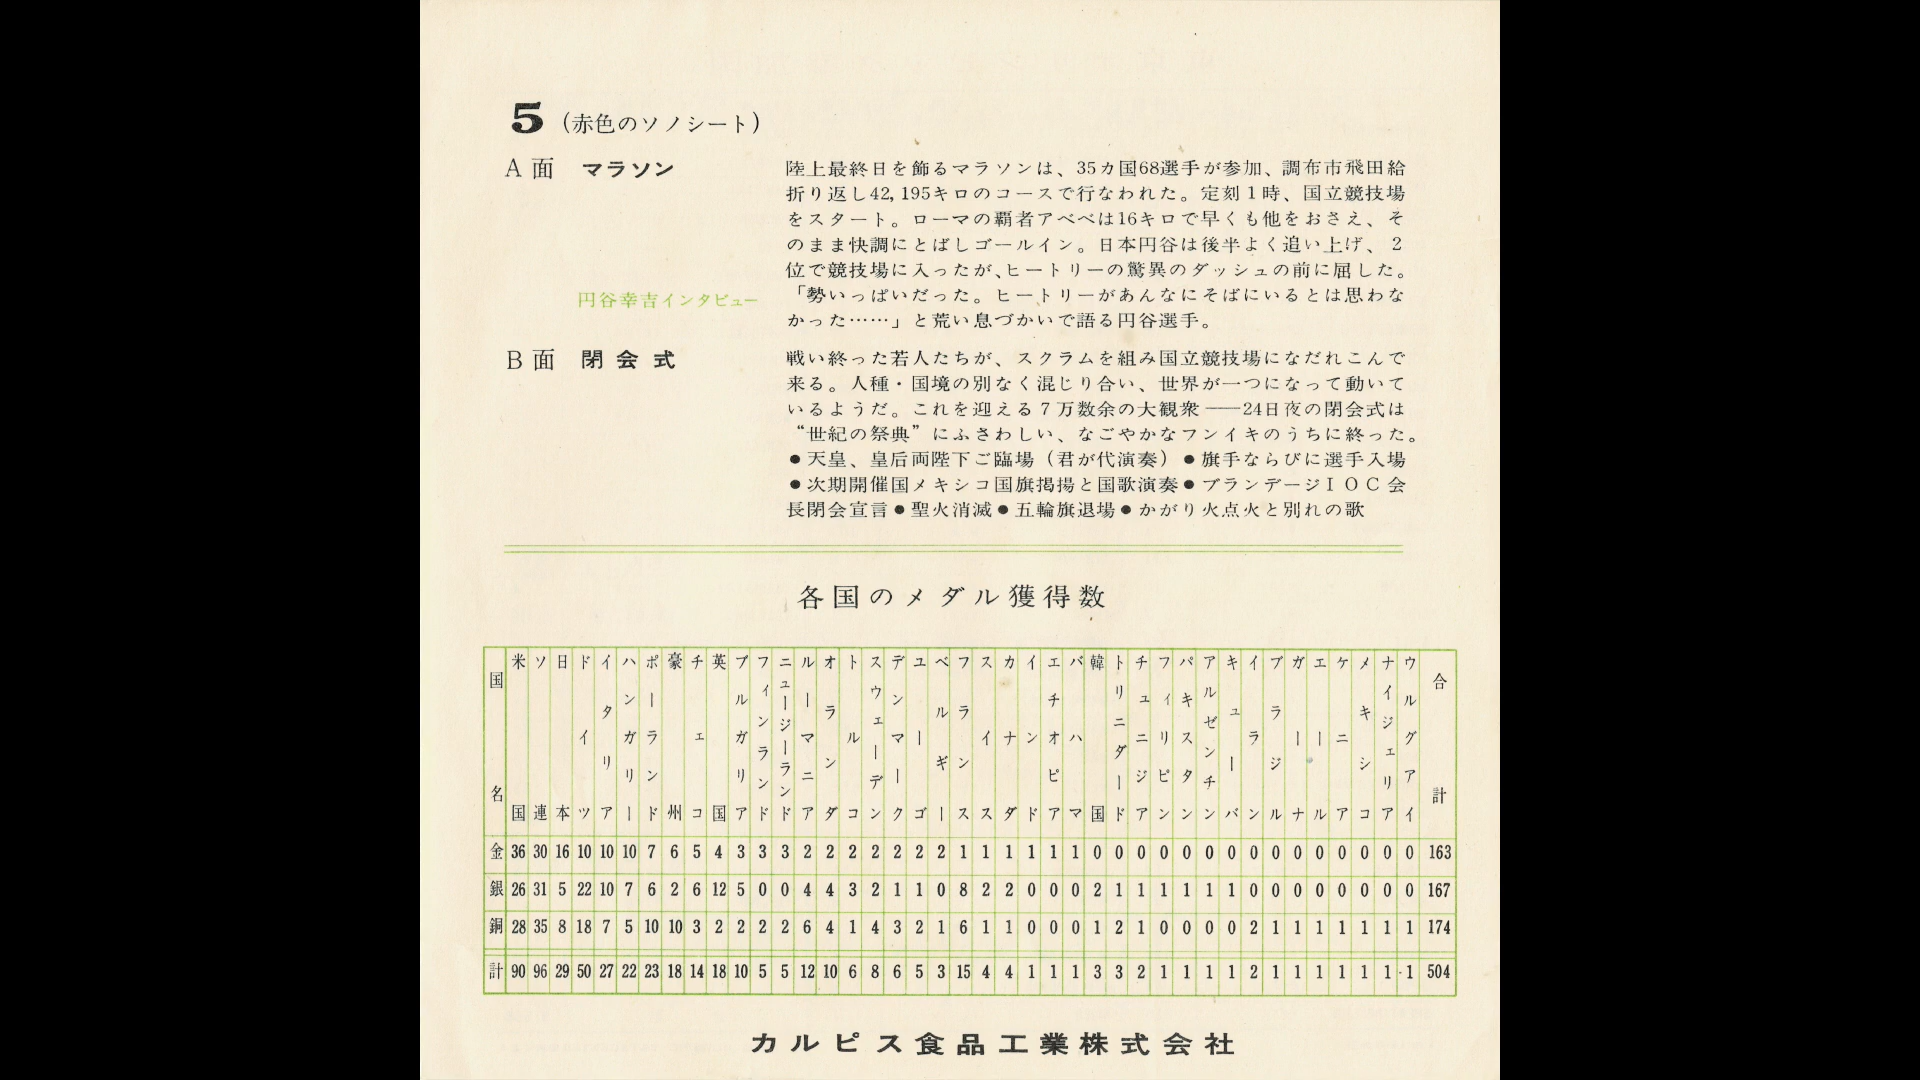 5 (赤色のソノシート)
A面 マラソン
陸上最終日を飾るマラソンは、35カ国68選手が参加、調布市飛田給
折り返し42,195キロのコースで行なわれた。定刻1時、国立競技場
をスタート。ローマの覇者アベベは16キロで早くも他をおさえ、そ
のまま快調にとばしゴールイン。日本円谷は後半よく追い上げ、2
位で競技場に入ったが、ヒートリーの驚異のダッシュの前に屈した。
円谷幸吉インタビュー
「勢いっぱいだった。ヒートリーがあんなにそばにいるとは思わな
かった……」と荒い息づかいで語る円谷選手。
B面 閉会式
戦い終った若人たちが、スクラムを組み国立競技場になだれこんで
来る。人種・国境の別なく混じり合い、世界が一つになって動いて
いるようだ。これを迎える7万数余の大観衆――24日夜の閉会式は
“世紀の祭典”にふさわしい、なごやかなフンイキのうちに終った。
●天皇、皇后両陛下ご臨場(君が代演奏)●旗手ならびに選手入場
●次期開催国メキシコ国旗掲揚と国歌演奏●ブランデージIOC会
長閉会宣言●聖火消滅●五輪旗退場●かがり火点火と別れの歌
各国のメダル獲得数
国名 米国 ソ連 日本 ドイツ イタリア ハンガリー ポーランド 豪州 チェコ 英国 ブルガリア フィンランド ニュージーランド ルーマニア オランダ トルコ スウェーデン デンマーク ユーゴ ベルギー フランス スイス カナダ インド エチオピア バハマ 韓国 トリニダード チュニジア フィリピン パキスタン アルゼンチン キューバ イラン ブラジル ガーナ エール ケニア メキシコ ナイジェリア ウルグアイ 合計
金 36 30 16 10 10 10 7 6 5 4 3 3 3 2 2 2 2 2 2 2 1 1 1 1 1 1 0 0 0 0 0 0 0 0 0 0 0 0 0 0 0 163
銀 26 31 5 22 10 7 6 2 6 12 5 0 0 4 4 3 2 1 1 0 8 2 2 0 0 0 2 1 1 1 1 1 1 0 0 0 0 0 0 0 0 167
銅 28 35 8 18 7 5 10 10 3 2 2 2 2 6 4 1 4 3 2 1 6 1 1 0 0 0 1 2 1 0 0 0 0 2 1 1 1 1 1 1 1 174
計 90 96 29 50 27 22 23 18 14 18 10 5 5 12 10 6 8 6 5 3 15 4 4 1 1 1 3 3 2 1 1 1 1 2 1 1 1 1 1 1 1 504
カルピス食品工業株式会社